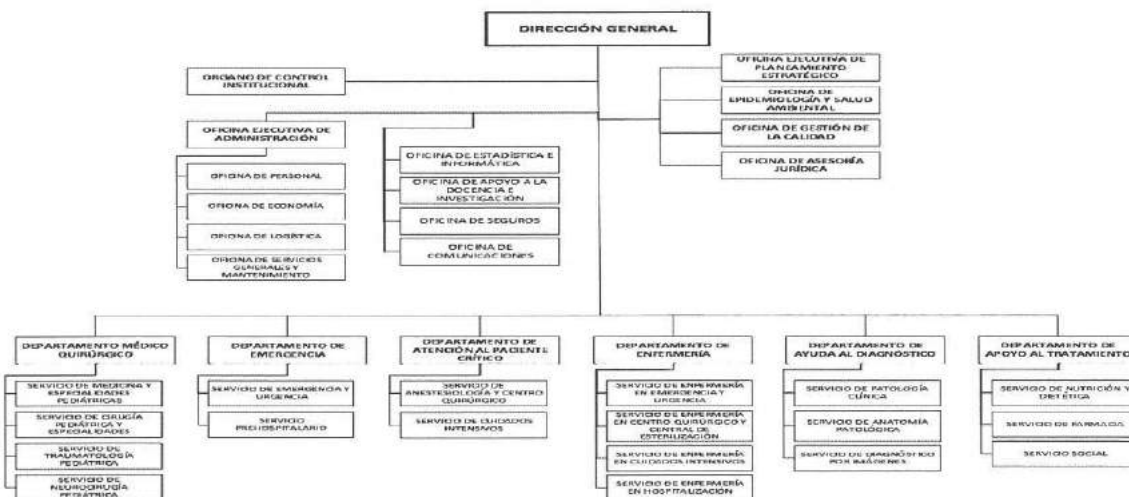 DIRECCIÓN GENERAL
ORGANO DE CONTROL
INSTITUCIONAL
OFICINA EJECUTIVA DE
PLANEAMIENTO
ESTRATÉGICO
OFICINA DE
EPIDEMIOLOGÍA Y SALUD
AMBIENTAL
OFICINA DE GESTIÓN DE
LA CALIDAD
OFICINA DE ASESORÍA
JURÍDICA
OFICINA EJECUTIVA DE
ADMINISTRACIÓN
OFICINA DE PERSONAL
OFICINA DE ECONOMÍA
OFICINA DE LOGÍSTICA
OFICINA DE SERVICIOS
GENERALES Y
MANTENIMIENTO
OFICINA DE ESTADÍSTICA E
INFORMÁTICA
OFICINA DE APOYO A LA
DOCENCIA E
INVESTIGACIÓN
OFICINA DE SEGUROS
OFICINA DE
COMUNICACIONES
DEPARTAMENTO MÉDICO
QUIRÚRGICO
SERVICIO DE MEDICINA Y
ESPECIALIDADES
PEDIÁTRICAS
SERVICIO DE CIRUGÍA
PEDIÁTRICA Y
ESPECIALIDADES
SERVICIO DE
TRAUMATOLOGÍA
PEDIÁTRICA
SERVICIO DE
NEUROCIRUGÍA
PEDIÁTRICA
DEPARTAMENTO DE
EMERGENCIA
SERVICIO DE EMERGENCIA Y
URGENCIA
SERVICIO
PREHOSPITALARIO
DEPARTAMENTO DE
ATENCIÓN AL PACIENTE
CRÍTICO
SERVICIO DE
ANESTESIOLOGÍA Y CENTRO
QUIRÚRGICO
SERVICIO DE CUIDADOS
INTENSIVOS
DEPARTAMENTO DE
ENFERMERÍA
SERVICIO DE ENFERMERÍA
EN EMERGENCIA Y
URGENCIA
SERVICIO DE ENFERMERÍA
EN CENTRO QUIRÚRGICO Y
CENTRAL DE
ESTERILIZACIÓN
SERVICIO DE ENFERMERÍA
EN CUIDADOS INTENSIVOS
SERVICIO DE ENFERMERÍA
EN HOSPITALIZACIÓN
DEPARTAMENTO DE
AYUDA AL DIAGNÓSTICO
SERVICIO DE PATOLOGÍA
CLÍNICA
SERVICIO DE ANATOMÍA
PATOLÓGICA
SERVICIO DE DIAGNÓSTICO
POR IMÁGENES
DEPARTAMENTO DE
APOYO AL TRATAMIENTO
SERVICIO DE NUTRICIÓN Y
DIETÉTICA
SERVICIO DE FARMACIA
SERVICIO SOCIAL